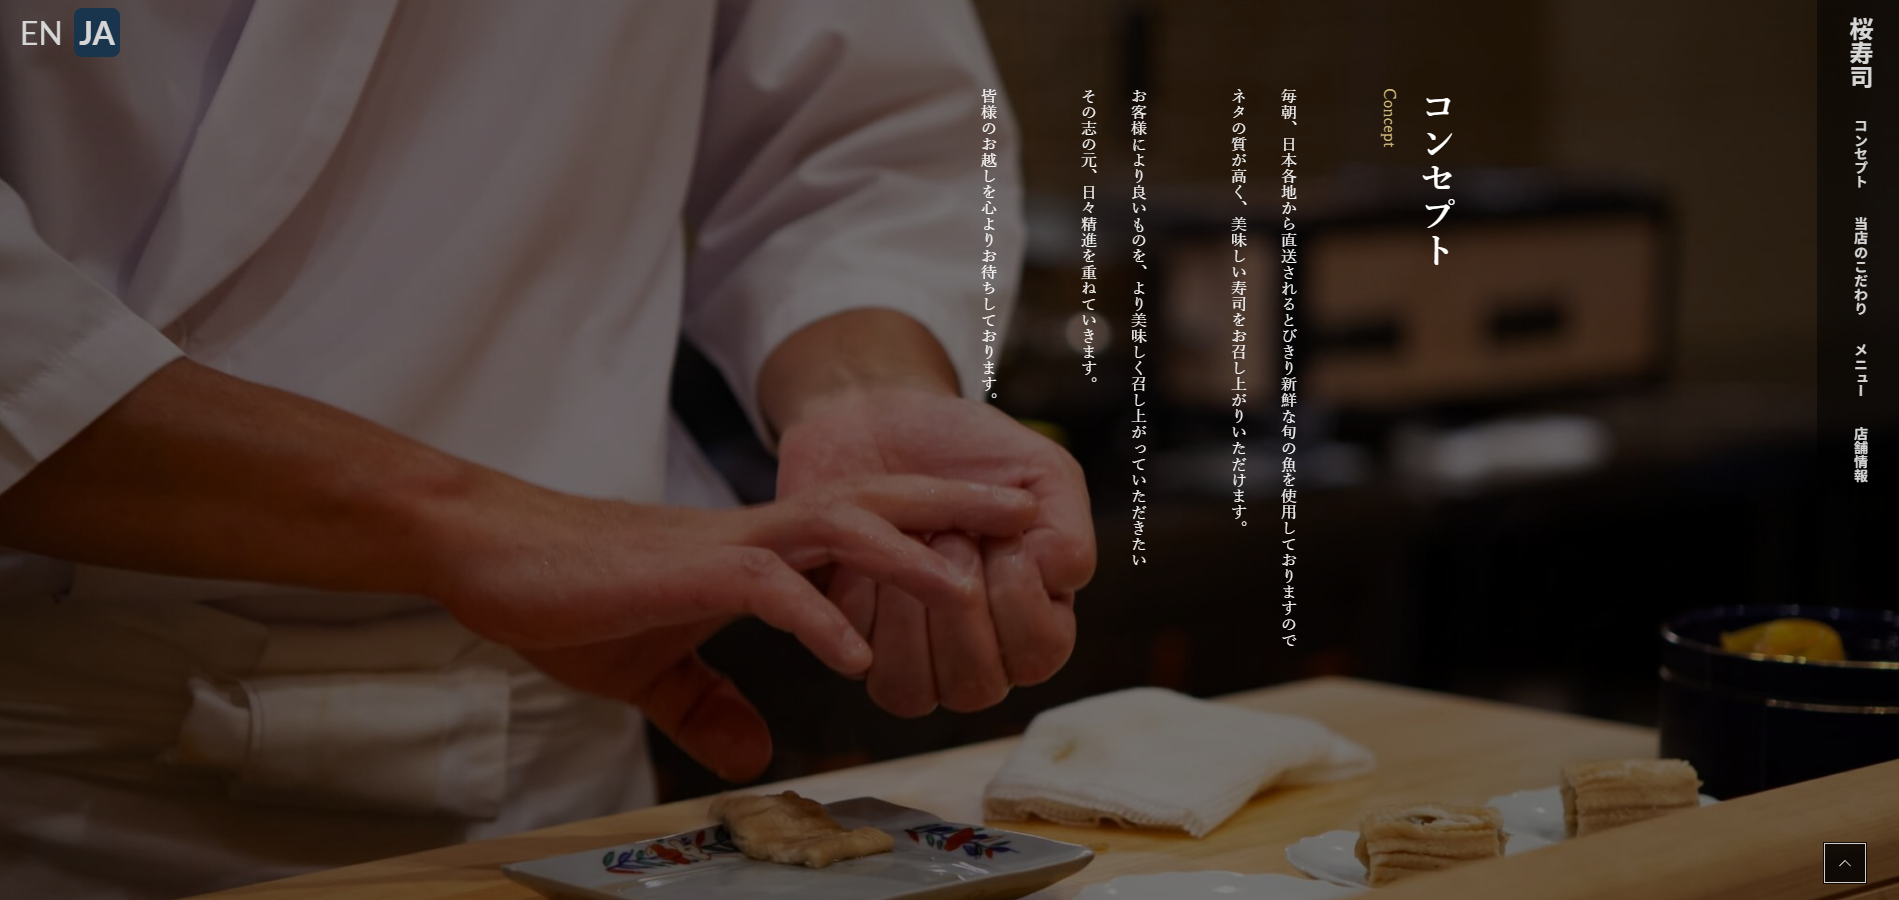 EN JA
桜寿司
コンセプト
当店のこだわり
メニュー
店舗情報
コンセプト
Concept
毎朝、日本各地から直送されるとびきり新鮮な旬の魚を使用しておりますので
ネタの質が高く、美味しい寿司をお召し上がりいただけます。
お客様により良いものを、より美味しく召し上がっていただきたい
その志の元、日々精進を重ねていきます。
皆様のお越しを心よりお待ちしております。